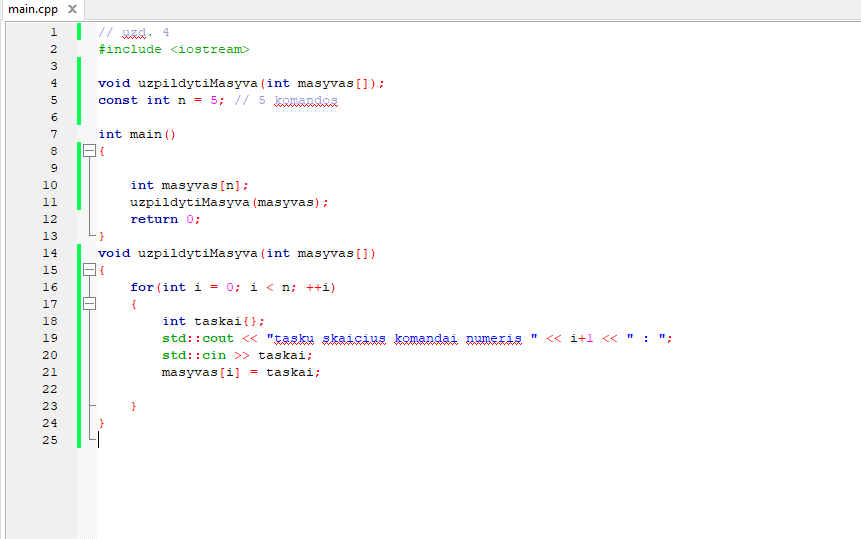 main.cpp X
1 // uzd. 4
2 #include <iostream>
3
4 void uzpildytiMasyva(int masyvas[]);
5 const int n = 5; // 5 komandos
6
7 int main()
8 {
9
10 int masyvas[n];
11 uzpildytiMasyva(masyvas);
12 return 0;
13 }
14 void uzpildytiMasyva(int masyvas[])
15 {
16 for(int i = 0; i < n; ++i)
17 {
18 int taskai{};
19 std::cout << "tasku skaicius komandai numeris " << i+1 << " : ";
20 std::cin >> taskai;
21 masyvas[i] = taskai;
22
23 }
24 }
25